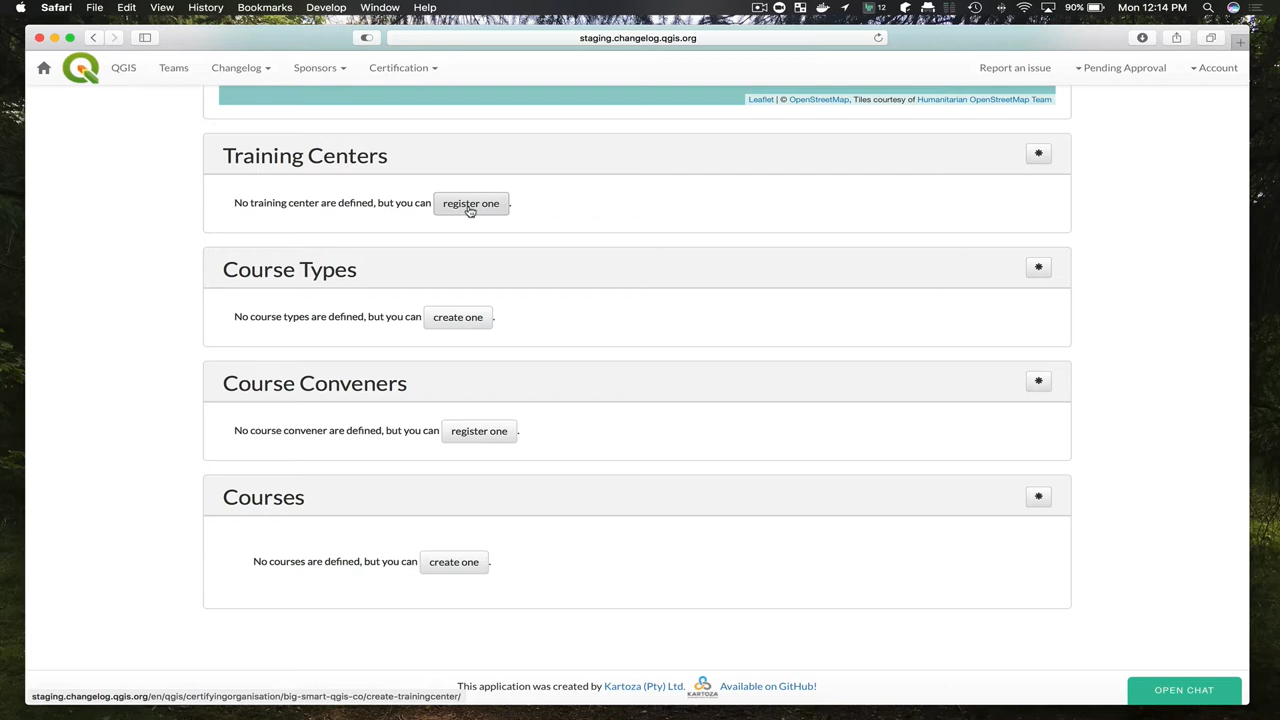 Safari File Edit View History Bookmarks Develop Window Help 12 90% Mon 12:14 PM
staging.changelog.qgis.org
QGIS Teams Changelog Sponsors Certification Report an issue Pending Approval Account
Leaflet | © OpenStreetMap, Tiles courtesy of Humanitarian OpenStreetMap Team
Training Centers
No training center are defined, but you can register one.
Course Types
No course types are defined, but you can create one.
Course Conveners
No course convener are defined, but you can register one.
Courses
No courses are defined, but you can create one.
This application was created by Kartoza (Pty) Ltd. KARTOZA Available on GitHub!
OPEN CHAT
staging.changelog.qgis.org/en/qgis/certifyingorganisation/big-smart-qgis-co/create-trainingcenter/